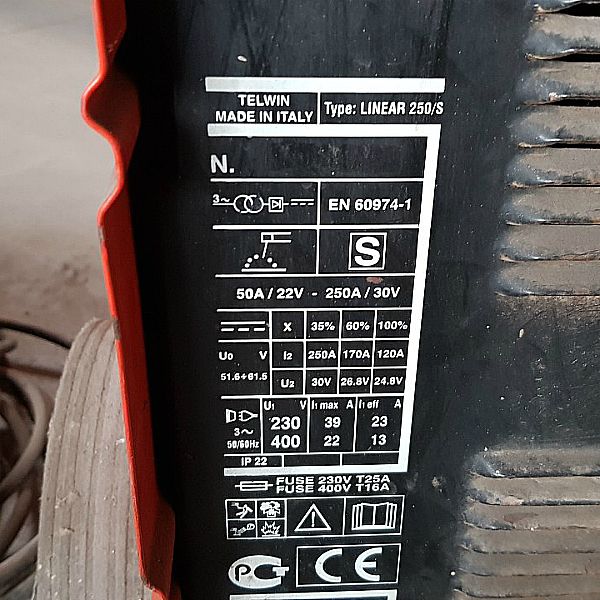 TELWIN
MADE IN ITALY
Type: LINEAR 250/S
N.
3~
EN 60974-1
S
50A / 22V - 250A / 30V
X 35% 60% 100%
U0 V I2 250A 170A 120A
51.6÷61.5 U2 30V 26.8V 24.8V
U1 V I1 max A I1 eff A
230 39 23
3~ 400 22 13
50/60Hz
IP 22
FUSE 230V T25A
FUSE 400V T16A
PCT CE